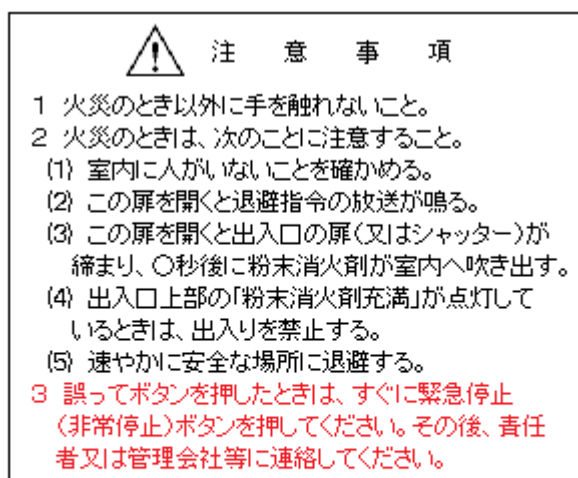 注意事項
1 火災のとき以外に手を触れないこと。
2 火災のときは、次のことに注意すること。
(1) 室内に人がいないことを確かめる。
(2) この扉を開くと退避指令の放送が鳴る。
(3) この扉を開くと出入口の扉(又はシャッター)が
締まり、○秒後に粉末消火剤が室内へ吹き出す。
(4) 出入口上部の「粉末消火剤充満」が点灯して
いるときは、出入りを禁止する。
(5) 速やかに安全な場所に退避する。
3 誤ってボタンを押したときは、すぐに緊急停止
(非常停止)ボタンを押してください。その後、責任
者又は管理会社等に連絡してください。